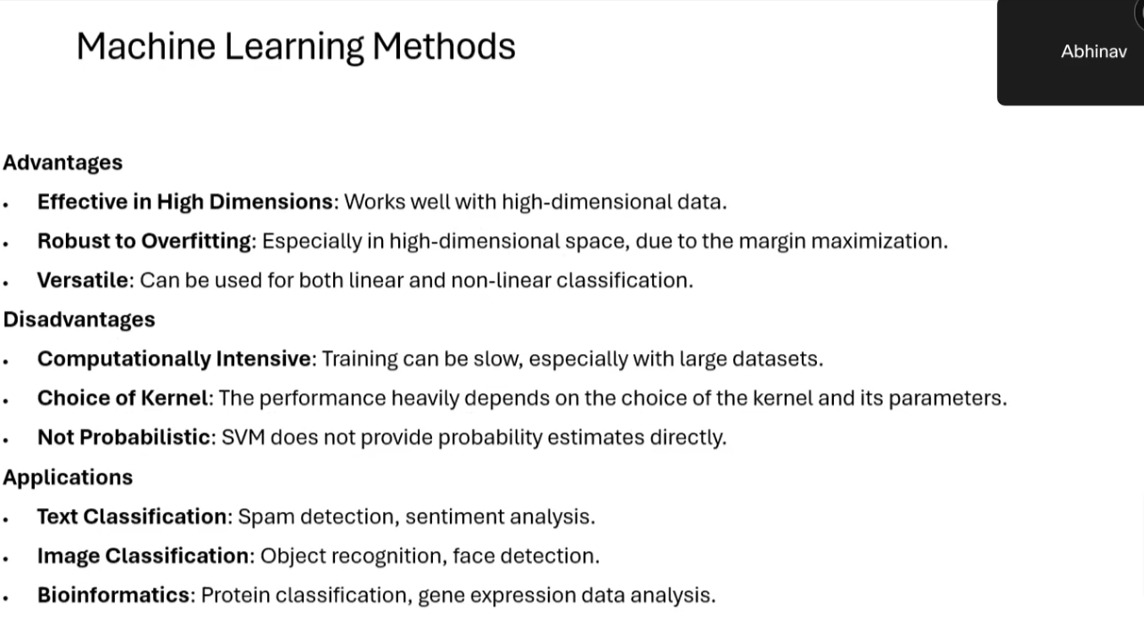 Machine Learning Methods
Abhinav
Advantages
• Effective in High Dimensions: Works well with high-dimensional data.
• Robust to Overfitting: Especially in high-dimensional space, due to the margin maximization.
• Versatile: Can be used for both linear and non-linear classification.
Disadvantages
• Computationally Intensive: Training can be slow, especially with large datasets.
• Choice of Kernel: The performance heavily depends on the choice of the kernel and its parameters.
• Not Probabilistic: SVM does not provide probability estimates directly.
Applications
• Text Classification: Spam detection, sentiment analysis.
• Image Classification: Object recognition, face detection.
• Bioinformatics: Protein classification, gene expression data analysis.